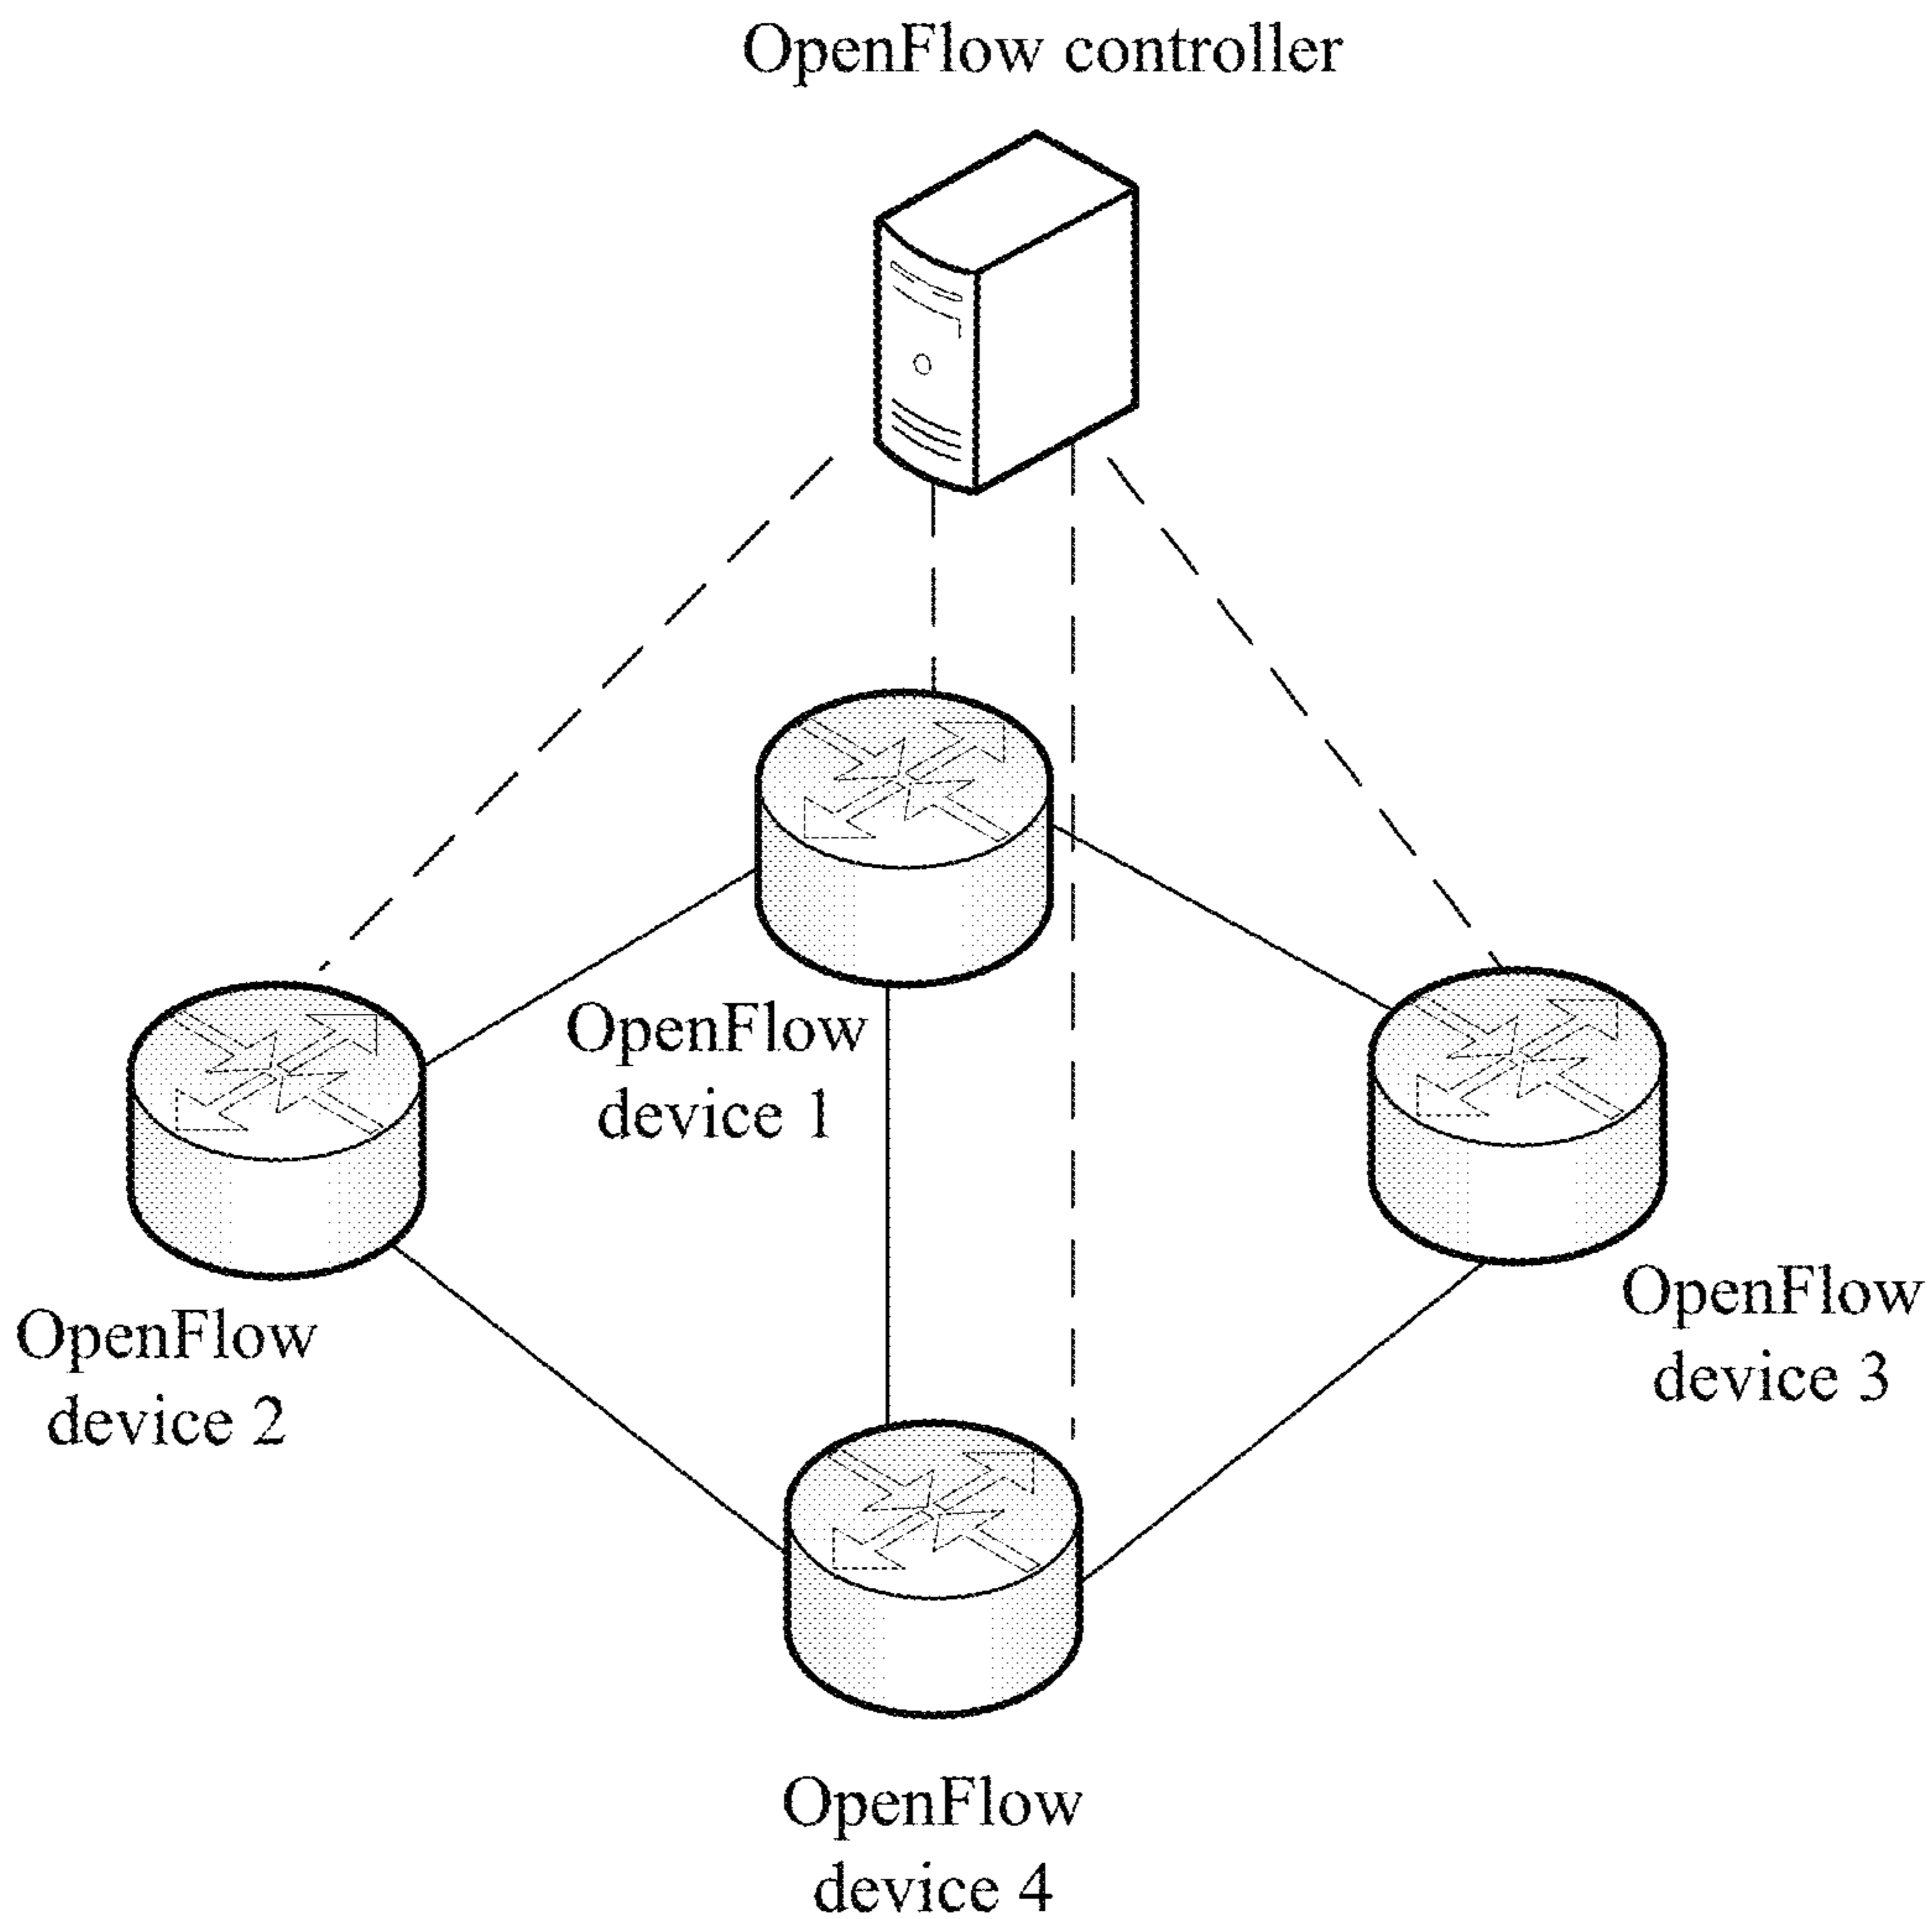 OpenFlow controller
OpenFlow
device 1
OpenFlow
device 2
OpenFlow
device 3
OpenFlow
device 4